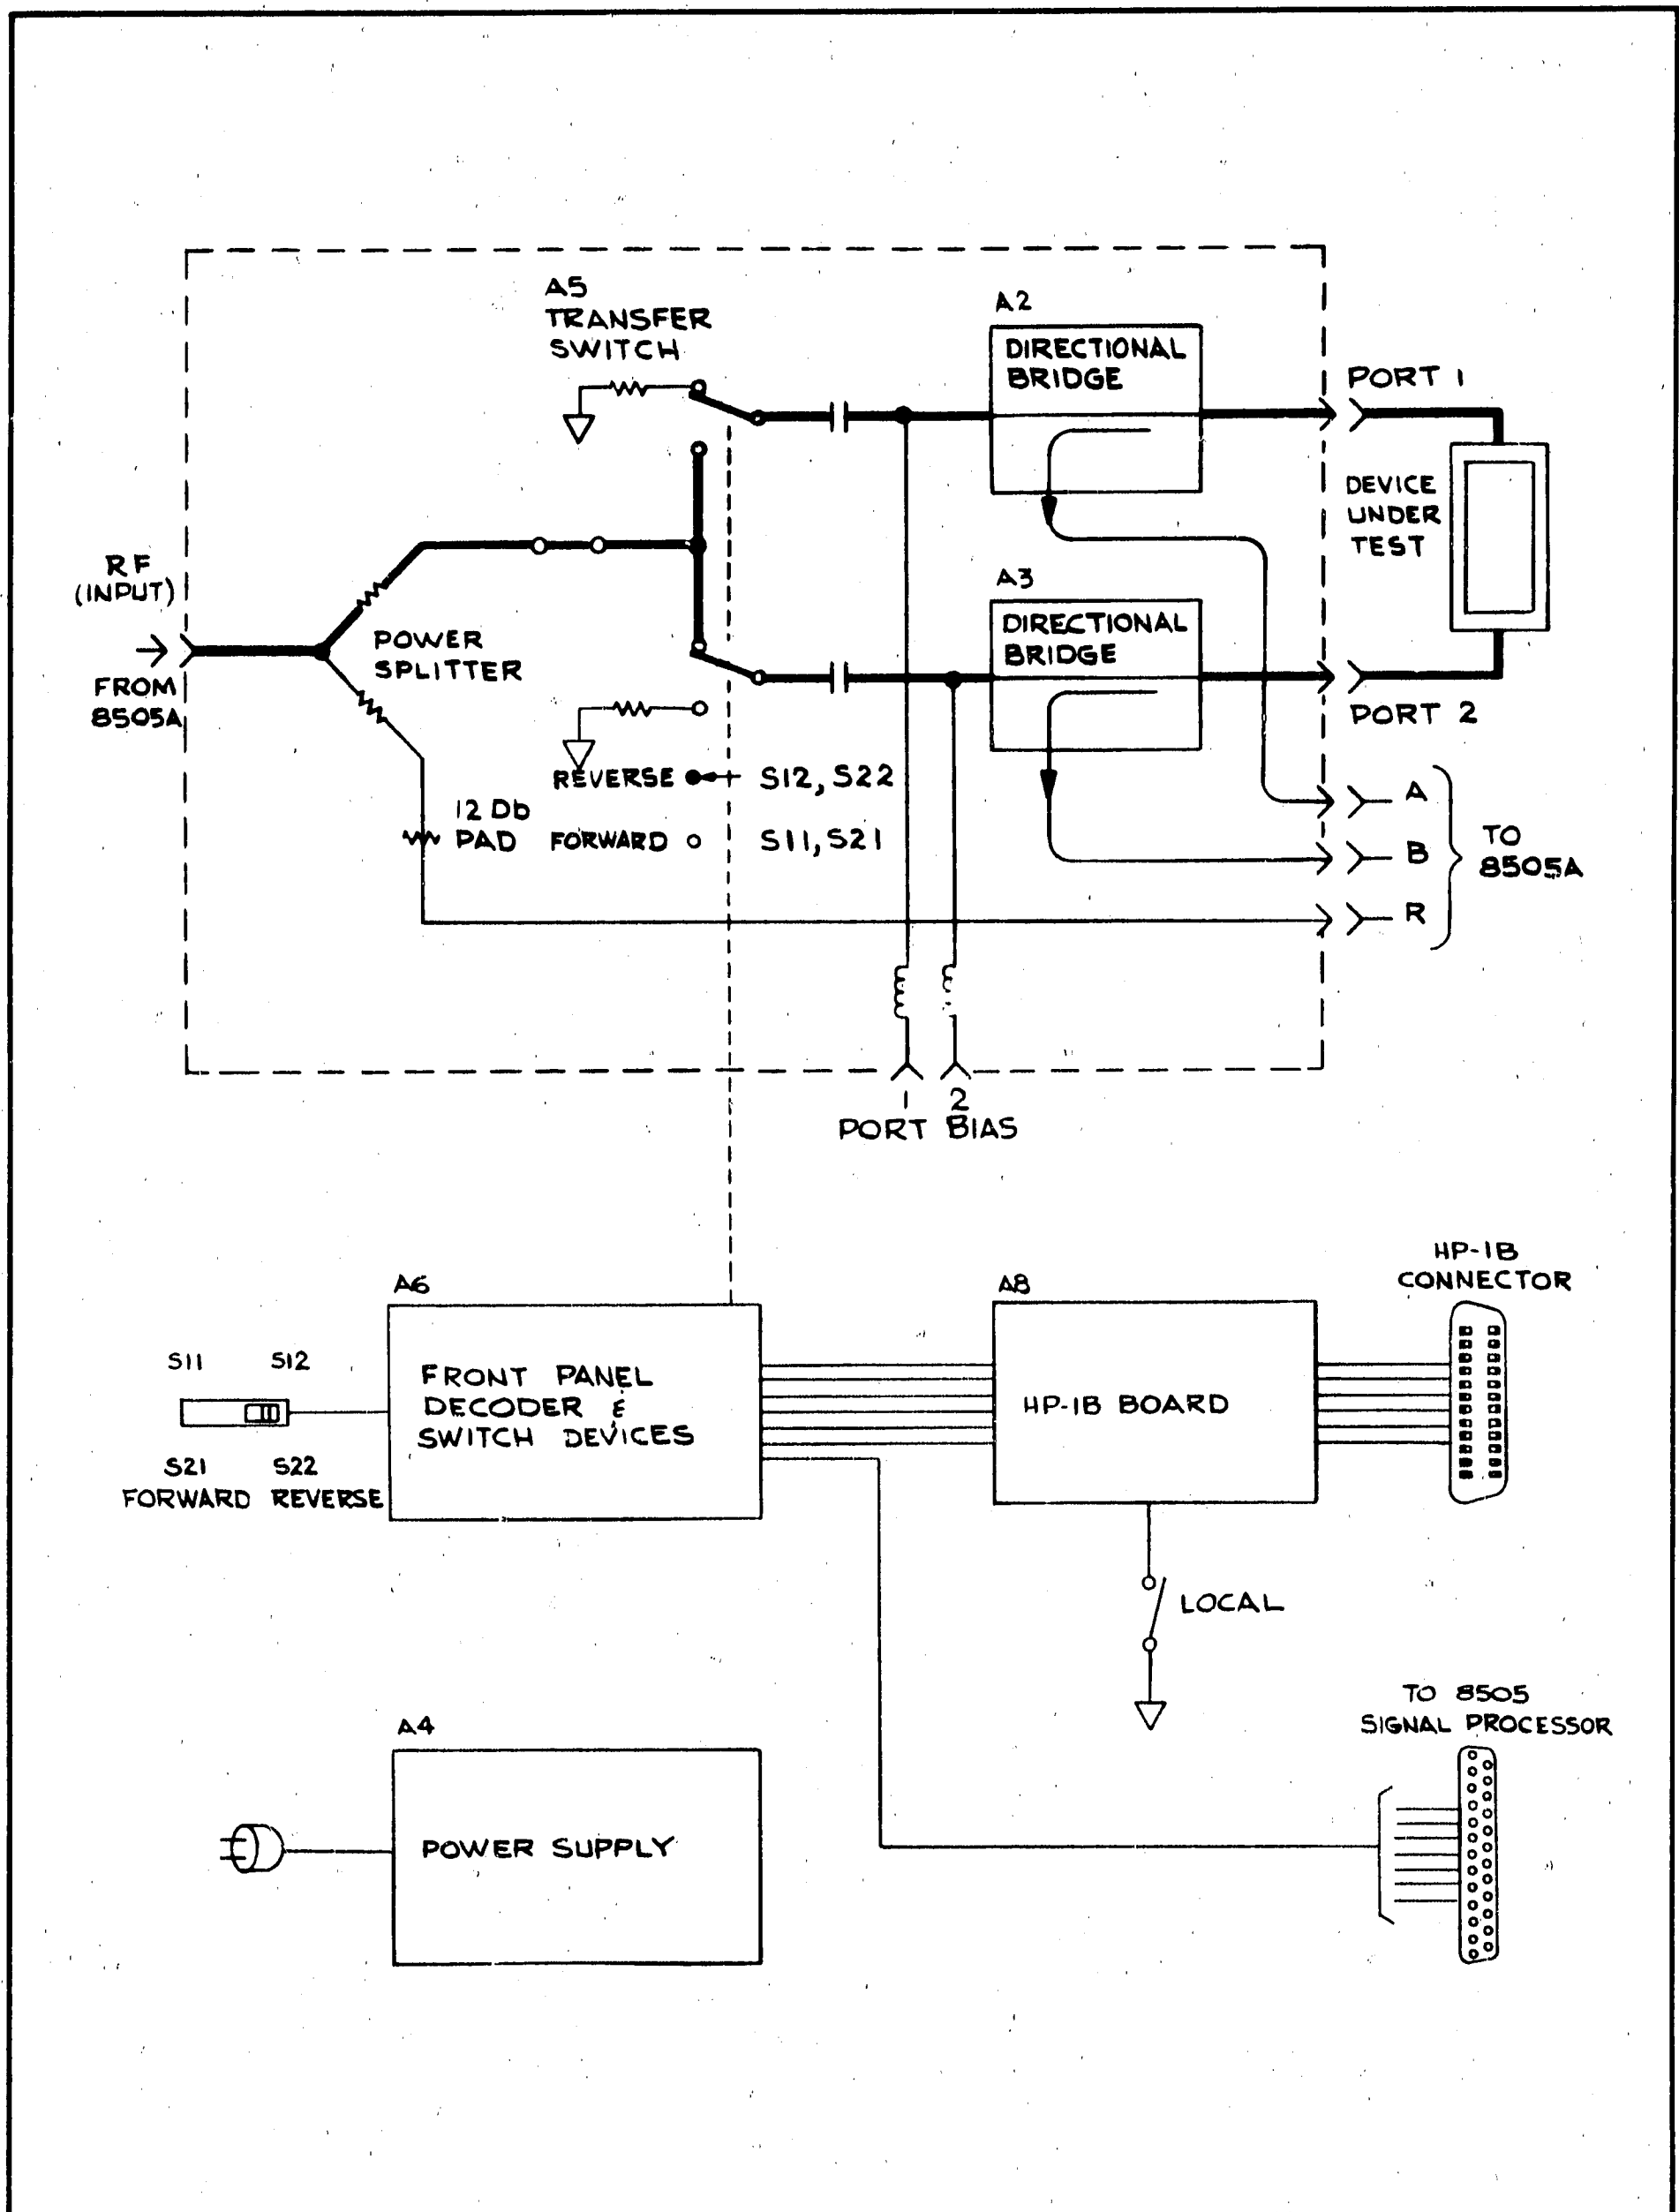 A5
TRANSFER
SWITCH
A2
DIRECTIONAL
BRIDGE
PORT 1
DEVICE
UNDER
TEST
RF
(INPUT)
FROM
8505A
POWER
SPLITTER
A3
DIRECTIONAL
BRIDGE
PORT 2
REVERSE
S12, S22
12 Db
PAD
FORWARD
S11, S21
A
B
R
TO
8505A
1
2
PORT BIAS
A6
FRONT PANEL
DECODER &
SWITCH DEVICES
S11
S12
S21
S22
FORWARD
REVERSE
A8
HP-IB BOARD
HP-IB
CONNECTOR
LOCAL
TO 8505
SIGNAL PROCESSOR
A4
POWER SUPPLY